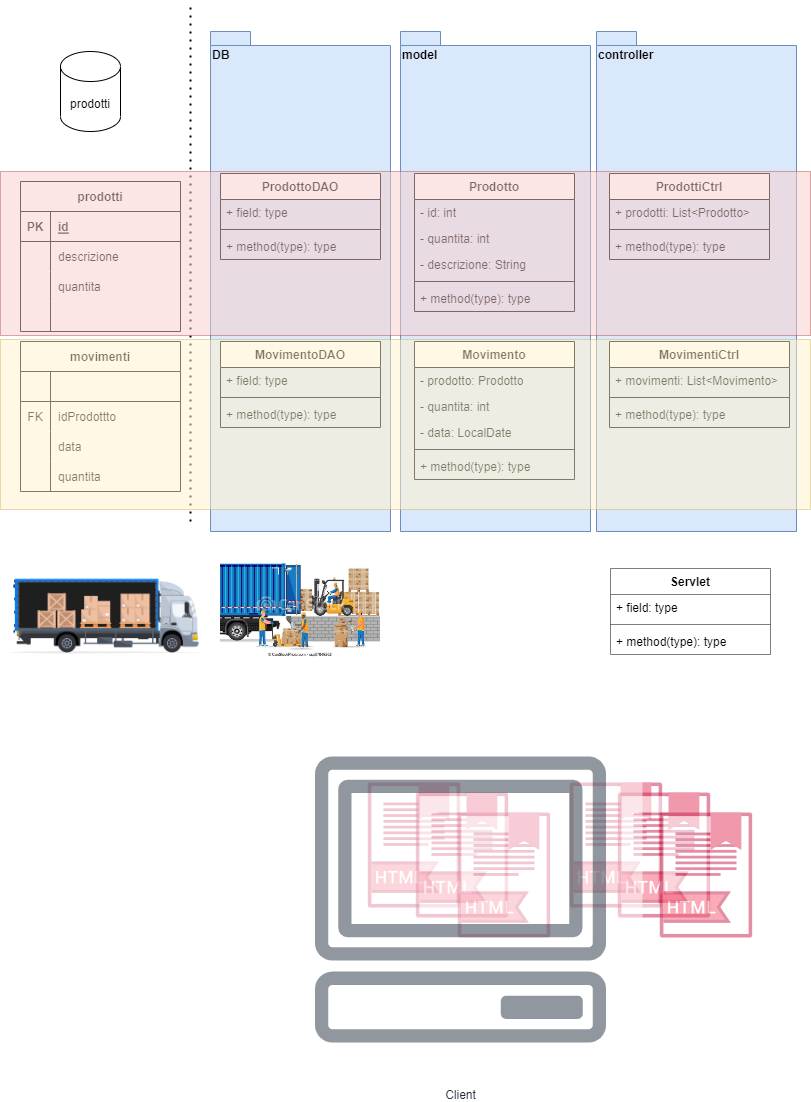 DB
model
controller
prodotti
prodotti
PK
id
descrizione
quantita
ProdottoDAO
+ field: type
+ method(type): type
Prodotto
- id: int
- quantita: int
- descrizione: String
+ method(type): type
ProdottiCtrl
+ prodotti: List<Prodotto>
+ method(type): type
movimenti
FK
idProdottto
data
quantita
MovimentoDAO
+ field: type
+ method(type): type
Movimento
- prodotto: Prodotto
- quantita: int
- data: LocalDate
+ method(type): type
MovimentiCtrl
+ movimenti: List<Movimento>
+ method(type): type
Servlet
+ field: type
+ method(type): type
HTML
HTML
HTML
HTML
HTML
HTML
Client